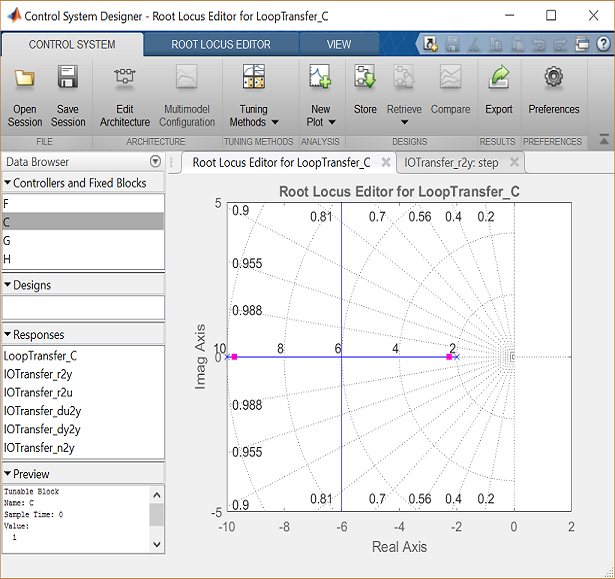 Control System Designer - Root Locus Editor for LoopTransfer_C
CONTROL SYSTEM ROOT LOCUS EDITOR VIEW
Open Session
Save Session
Edit Architecture
Multimodel Configuration
Tuning Methods
New Plot
Store
Retrieve
Compare
Export
Preferences
FILE ARCHITECTURE TUNING METHODS ANALYSIS DESIGNS RESULTS PREFERENCES
Data Browser
Controllers and Fixed Blocks
F
C
G
H
Designs
Responses
LoopTransfer_C
IOTransfer_r2y
IOTransfer_r2u
IOTransfer_du2y
IOTransfer_dy2y
IOTransfer_n2y
Preview
Tunable Block
Name: C
Sample Time: 0
Value:
1
Root Locus Editor for LoopTransfer_C IOTransfer_r2y: step
Root Locus Editor for LoopTransfer_C
5
0.9 0.81 0.7 0.56 0.4 0.2
0.955
0.988
0 10 8 6 4 2
Imag Axis
0.988
0.955
0.9 0.81 0.7 0.56 0.4 0.2
-5
-10 -8 -6 -4 -2 0 2
Real Axis